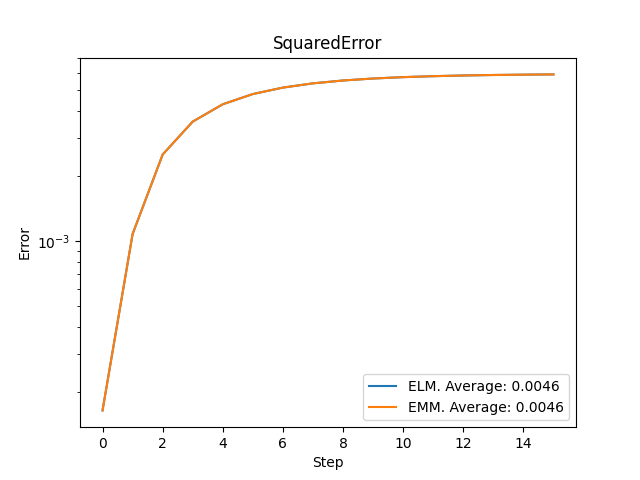 SquaredError
Error
10⁻³
ELM. Average: 0.0046
EMM. Average: 0.0046
0 2 4 6 8 10 12 14
Step